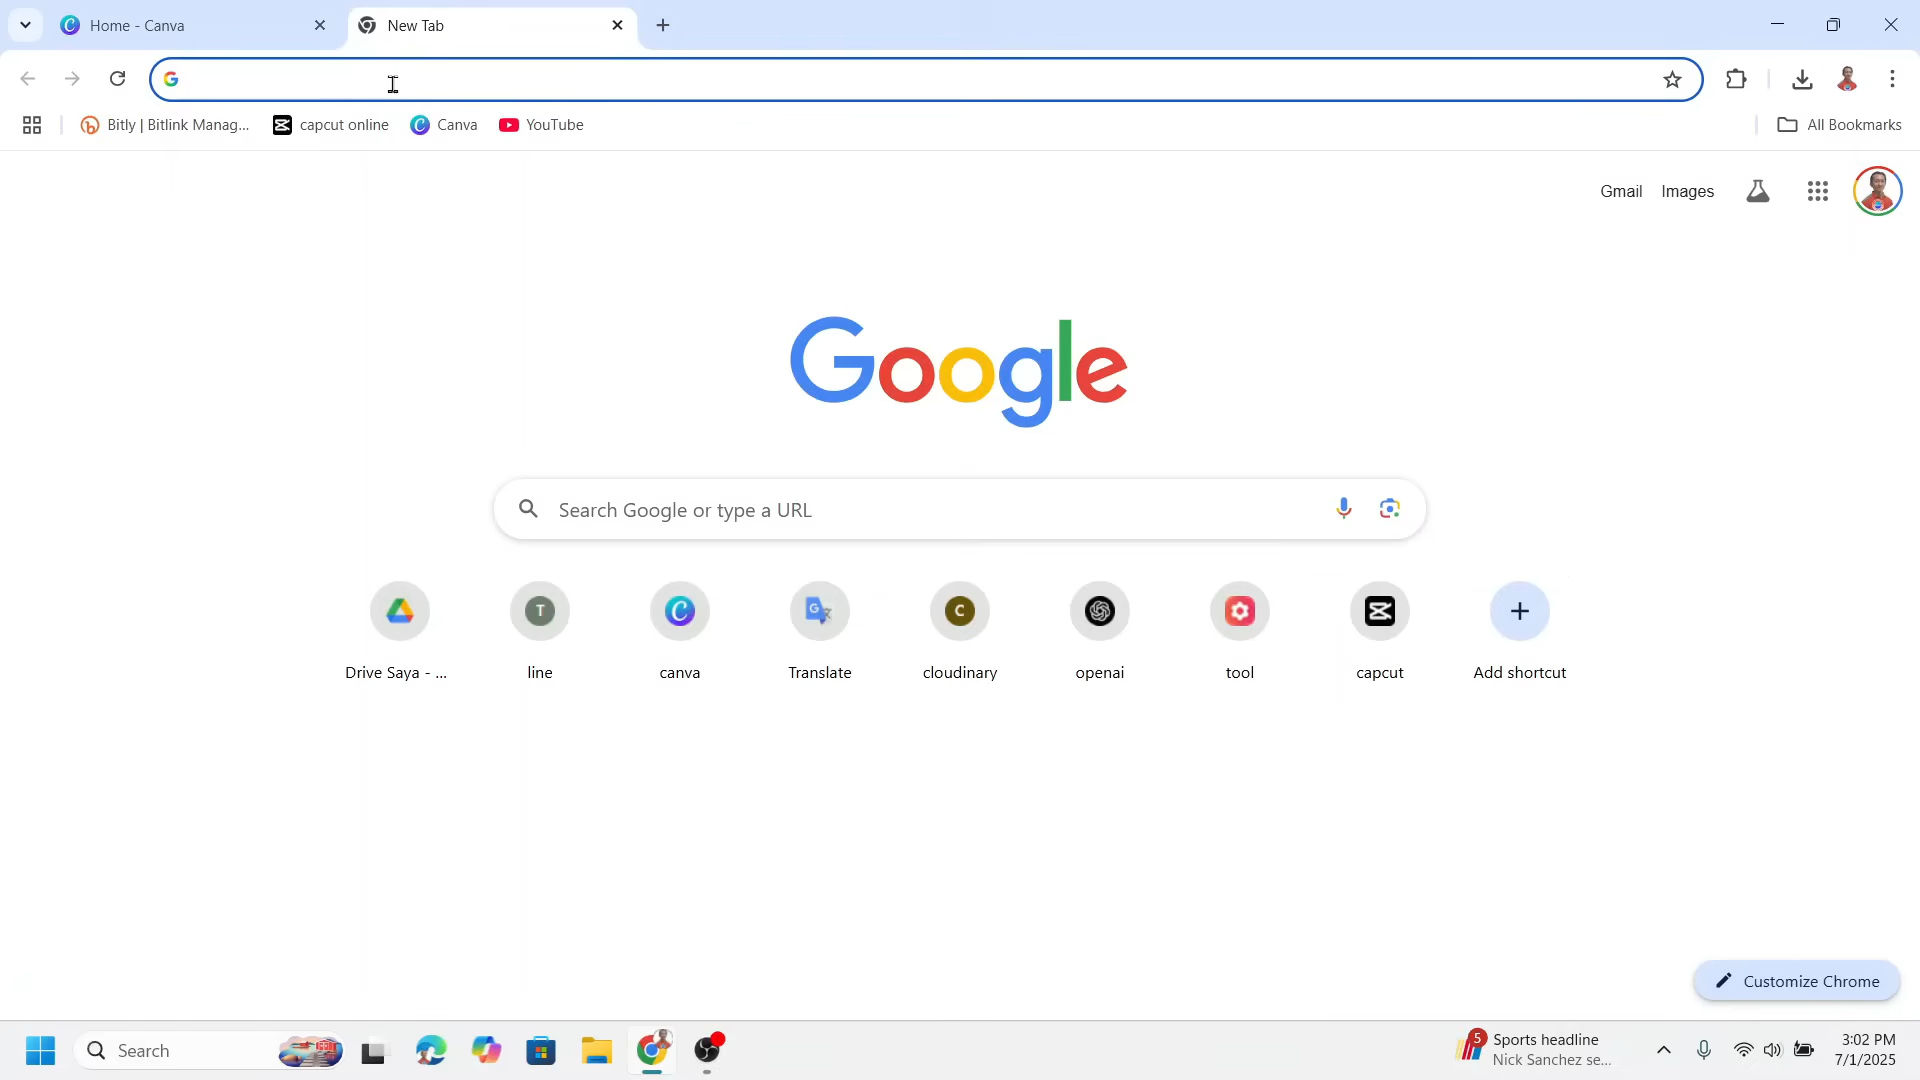 Home - Canva
New Tab
Bitly | Bitlink Manag...
capcut online
Canva
YouTube
All Bookmarks
Gmail
Images
Google
Search Google or type a URL
T
C
Drive Saya - ...
line
canva
Translate
cloudinary
openai
tool
capcut
Add shortcut
Customize Chrome
Search
5
Sports headline
Nick Sanchez se...
3:02 PM
7/1/2025